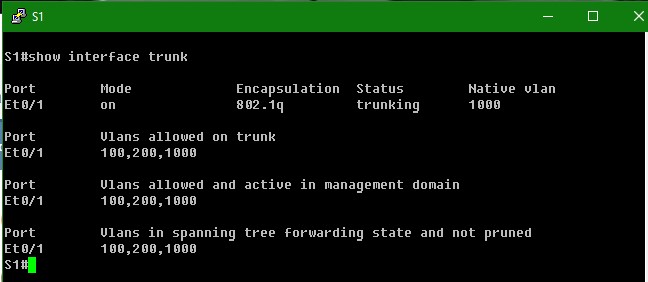 S1
S1#show interface trunk
Port Mode Encapsulation Status Native vlan
Et0/1 on 802.1q trunking 1000
Port Vlans allowed on trunk
Et0/1 100,200,1000
Port Vlans allowed and active in management domain
Et0/1 100,200,1000
Port Vlans in spanning tree forwarding state and not pruned
Et0/1 100,200,1000
S1#